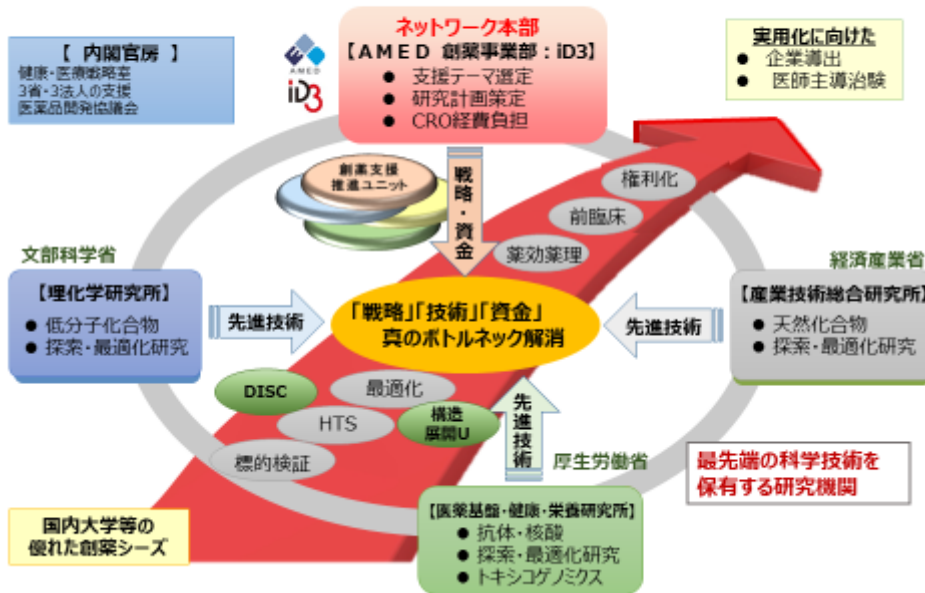 ネットワーク本部
【AMED 創薬事業部：iD3】
● 支援テーマ選定
● 研究計画策定
● CRO経費負担
【 内閣官房 】
健康・医療戦略室
3省・3法人の支援
医薬品開発協議会
AMED
iD3
実用化に向けた
● 企業導出
● 医師主導治験
創薬支援
推進ユニット
戦略・資金
権利化
前臨床
薬効薬理
文部科学省
【理化学研究所】
● 低分子化合物
● 探索・最適化研究
先進技術
「戦略」「技術」「資金」
真のボトルネック解消
先進技術
経済産業省
【産業技術総合研究所】
● 天然化合物
● 探索・最適化研究
DISC
最適化
HTS
構造
展開U
標的検証
先進技術
厚生労働省
【医薬基盤・健康・栄養研究所】
● 抗体・核酸
● 探索・最適化研究
● トキシコゲノミクス
最先端の科学技術を
保有する研究機関
国内大学等の
優れた創薬シーズ